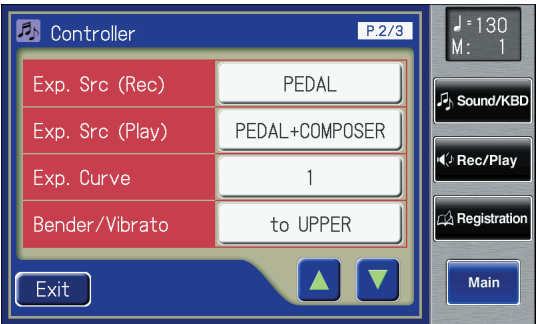 Controller P.2/3
Exp. Src (Rec) PEDAL
Exp. Src (Play) PEDAL+COMPOSER
Exp. Curve 1
Bender/Vibrato to UPPER
Exit
♩=130
M: 1
Sound/KBD
Rec/Play
Registration
Main